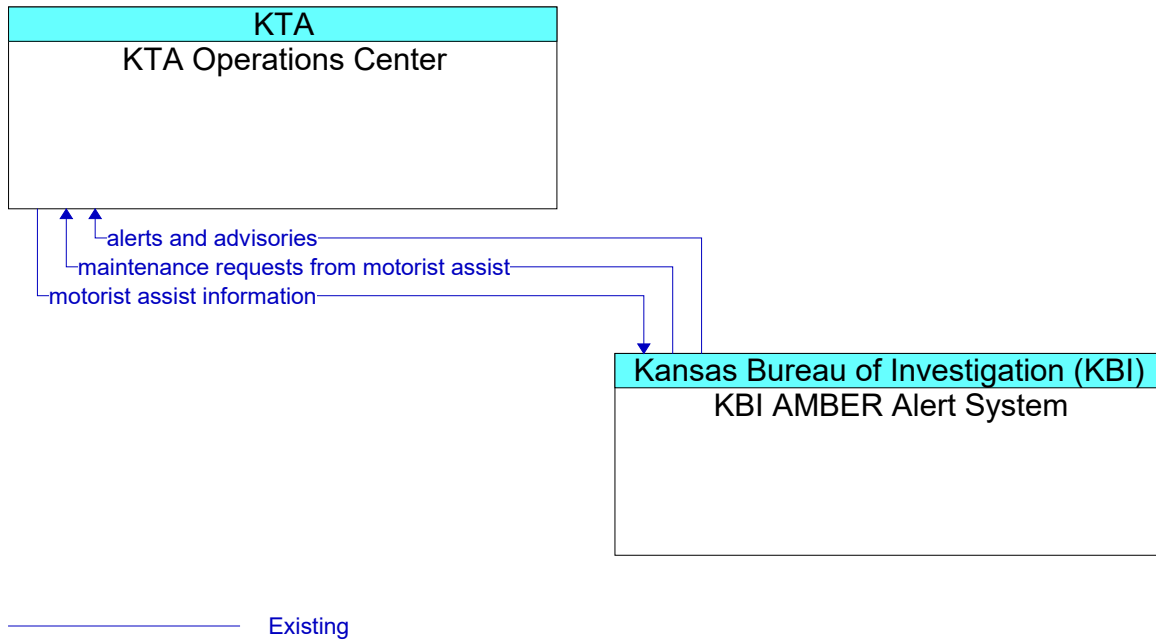 KTA
KTA Operations Center
alerts and advisories
maintenance requests from motorist assist
motorist assist information
Kansas Bureau of Investigation (KBI)
KBI AMBER Alert System
Existing